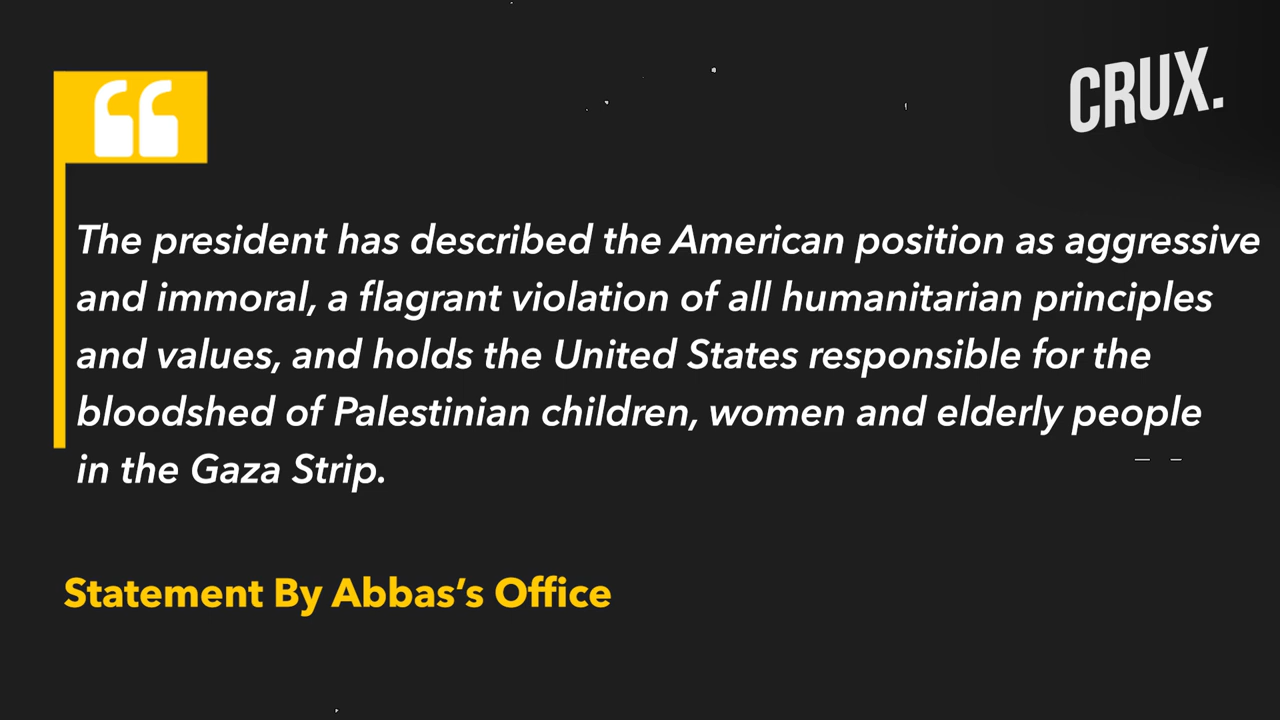 CRUX.
The president has described the American position as aggressive
and immoral, a flagrant violation of all humanitarian principles
and values, and holds the United States responsible for the
bloodshed of Palestinian children, women and elderly people
in the Gaza Strip.
Statement By Abbas’s Office